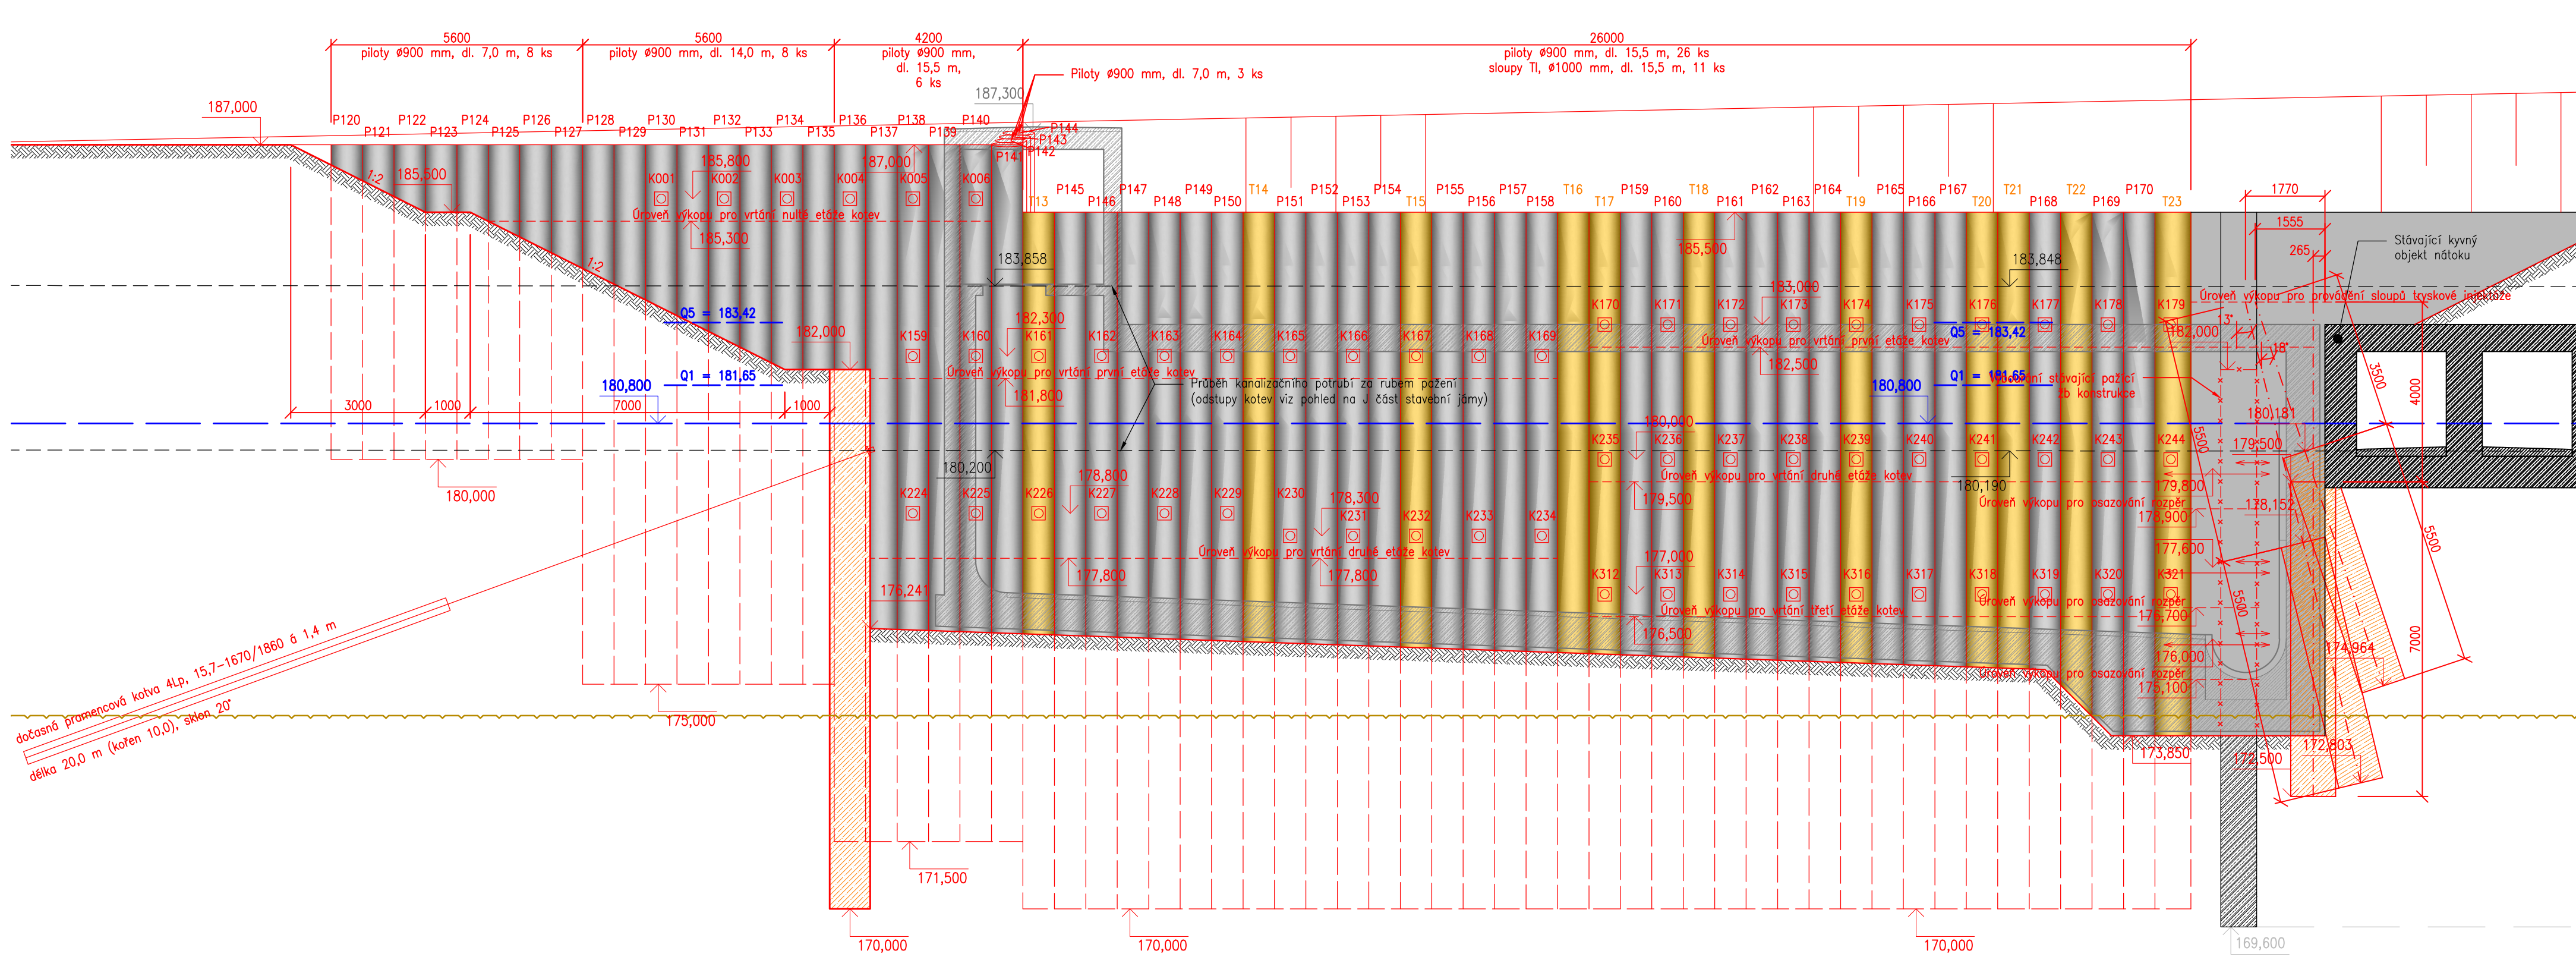 5600
piloty ø900 mm, dl. 7,0 m, 8 ks
5600
piloty ø900 mm, dl. 14,0 m, 8 ks
4200
piloty ø900 mm,
dl. 15,5 m,
6 ks
26000
piloty ø900 mm, dl. 15,5 m, 26 ks
sloupy TI, ø1000 mm, dl. 15,5 m, 11 ks
Piloty ø900 mm, dl. 7,0 m, 3 ks
187,300
187,000
P120 P122 P124 P126 P128 P130 P132 P134 P136 P138 P140
P121 P123 P125 P127 P129 P131 P133 P135 P137 P139
P144
P143
P142
P141
187,000
1:2
185,500
185,800
K001 K002 K003 K004 K005 K006
Úroveň výkopu pro vrtání nulté etáže kotev
185,300
1:2
T13 P145 P146 P147 P148 P149 P150 T14 P151 P152 P153 P154 T15 P155 P156 P157 P158 T16 T17 P159 P160 T18 P161 P162 P163 P164 T19 P165 P166 P167 T20 T21 P168 T22 P169 P170 T23
185,500
1770
1555
265
Stávající kyvný
objekt nátoku
183,858
183,848
Q5 = 183,42
183,000
K170 K171 K172 K173 K174 K175 K176 K177 K178 K179
Úroveň výkopu pro provádění sloupů tryskové injektáže
Q5 = 183,42
Úroveň výkopu pro vrtání první etáže kotev
182,500
182,000
182,300
K159 K160 K161 K162 K163 K164 K165 K166 K167 K168 K169
Úroveň výkopu pro vrtání první etáže kotev
181,800
182,000
3°
18°
Q1 = 181,65
180,800
Q1 = 181,65
180,800
Průběh kanalizačního potrubí za rubem pažení
(odstupy kotev viz pohled na J část stavební jámy)
stávající pažící
žb konstrukce
3000
1000
7000
1000
3500
4000
180,181
180,000
K235 K236 K237 K238 K239 K240 K241 K242 K243 K244
179,500
5500
Úroveň výkopu pro vrtání druhé etáže kotev
179,500
180,200
180,190
179,800
Úroveň výkopu pro osazování rozpěr
178,900
178,152
180,000
178,800
K224 K225 K226 K227 K228 K229 K230
178,300
K231 K232 K233 K234
Úroveň výkopu pro vrtání druhé etáže kotev
177,800
177,800
177,600
5500
177,000
K312 K313 K314 K315 K316 K317 K318 K319 K320 K321
Úroveň výkopu pro osazování rozpěr
Úroveň výkopu pro vrtání třetí etáže kotev
176,500
176,700
5500
7000
176,241
176,000
174,964
Úroveň výkopu pro osazování rozpěr
175,100
dočasná pramencová kotva 4Lp, 15,7-1670/1860 á 1,4 m
délka 20,0 m (kořen 10,0), sklon 20°
175,000
173,850
172,500
172,803
171,500
170,000
170,000
170,000
169,600